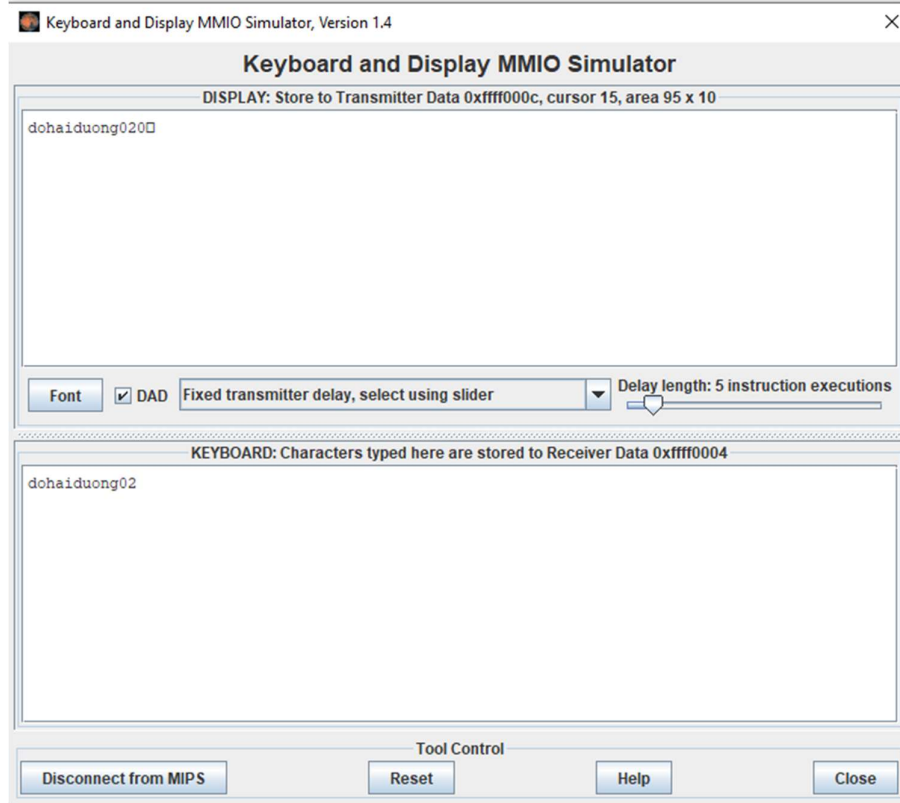 Keyboard and Display MMIO Simulator, Version 1.4
Keyboard and Display MMIO Simulator
DISPLAY: Store to Transmitter Data 0xffff000c, cursor 15, area 95 x 10
dohaiduong020□
Font
DAD
Fixed transmitter delay, select using slider
Delay length: 5 instruction executions
KEYBOARD: Characters typed here are stored to Receiver Data 0xffff0004
dohaiduong02
Tool Control
Disconnect from MIPS
Reset
Help
Close